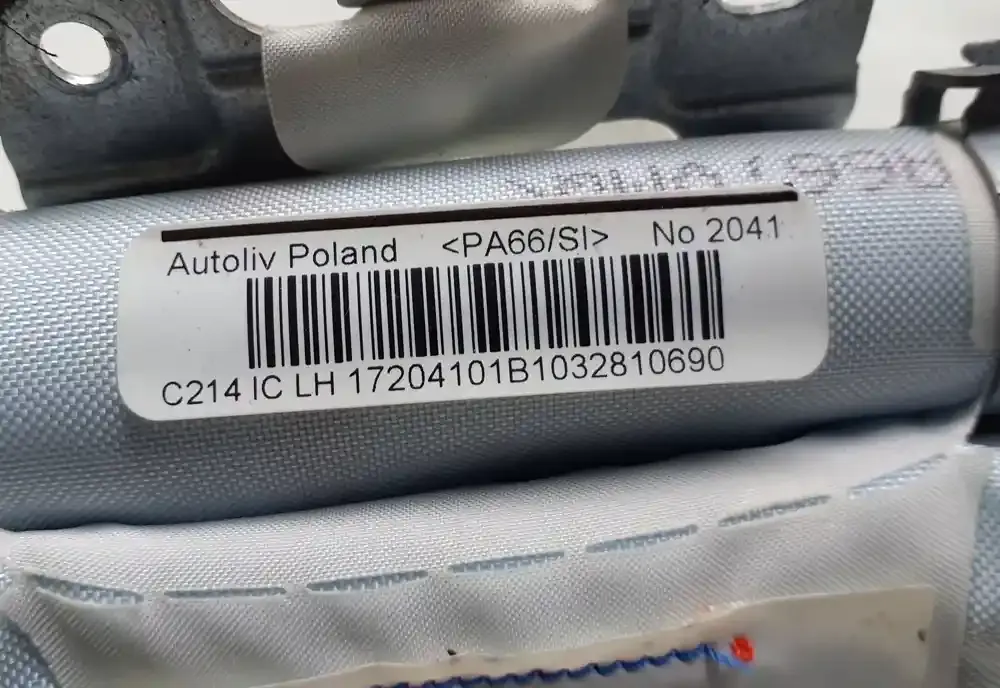 Autoliv Poland <PA66/SI> No 2041
C214 IC LH 17204101B1032810690